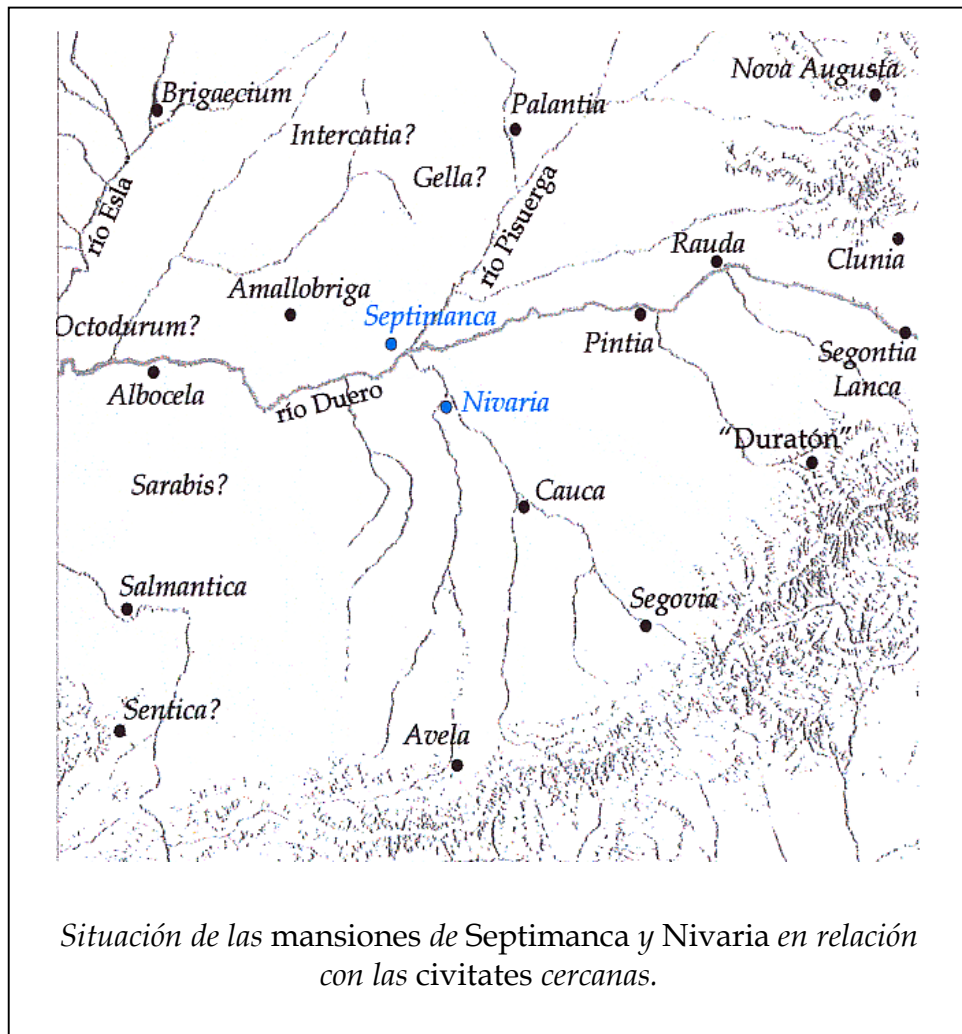 Nova Augusta
Brigaecium
Palantia
Intercatia?
Gella?
río Esla
río Pisuerga
Rauda
Clunia
Amallobriga
Septimanca
Octodurum?
Pintia
Segontia
Lanca
Albocela
río Duero
Nivaria
“Duratón”
Sarabis?
Cauca
Salmantica
Segovia
Sentica?
Avela
Situación de las mansiones de Septimanca y Nivaria en relación
con las civitates cercanas.